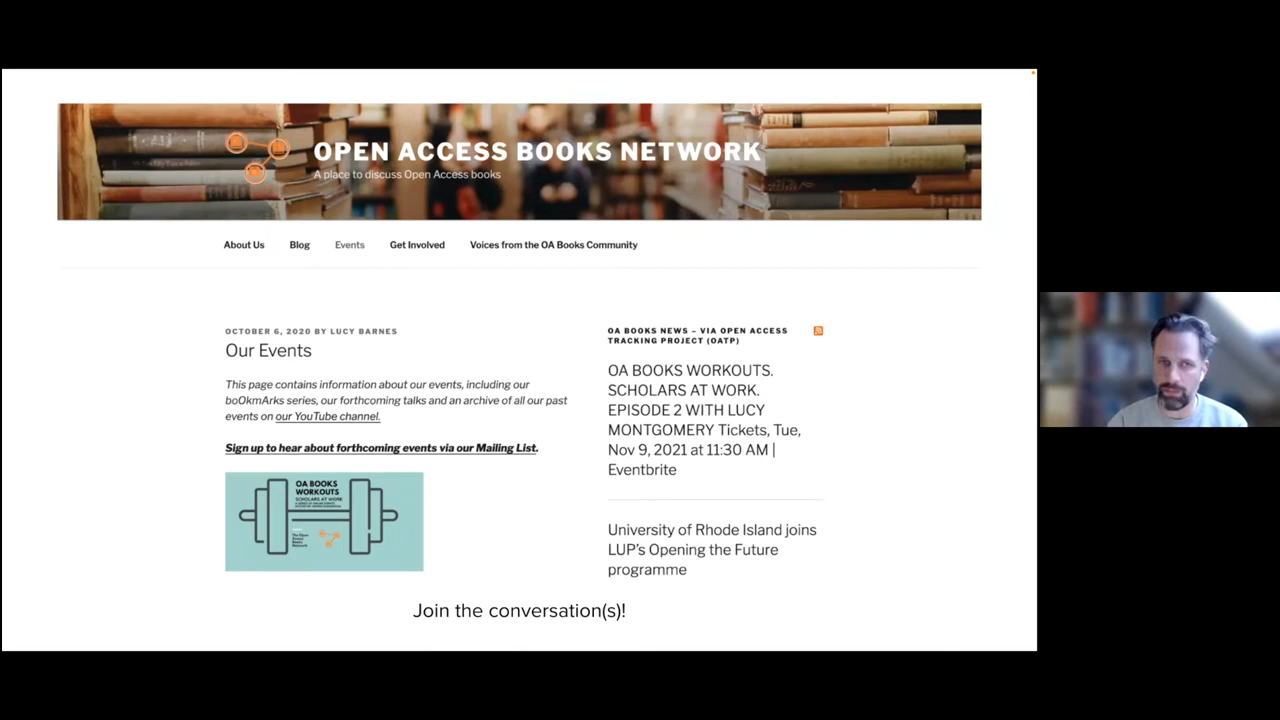 OPEN ACCESS BOOKS NETWORK
A place to discuss Open Access books
About Us
Blog
Events
Get Involved
Voices from the OA Books Community
OCTOBER 6, 2020 BY LUCY BARNES
Our Events
This page contains information about our events, including our
boOkmArks series, our forthcoming talks and an archive of all our past
events on our YouTube channel.
Sign up to hear about forthcoming events via our Mailing List.
OA BOOKS
WORKOUTS
SCHOLARS AT WORK
The Open
Access
Books
Network
OA BOOKS NEWS – VIA OPEN ACCESS
TRACKING PROJECT (OATP)
OA BOOKS WORKOUTS.
SCHOLARS AT WORK.
EPISODE 2 WITH LUCY
MONTGOMERY Tickets, Tue,
Nov 9, 2021 at 11:30 AM |
Eventbrite
University of Rhode Island joins
LUP’s Opening the Future
programme
Join the conversation(s)!